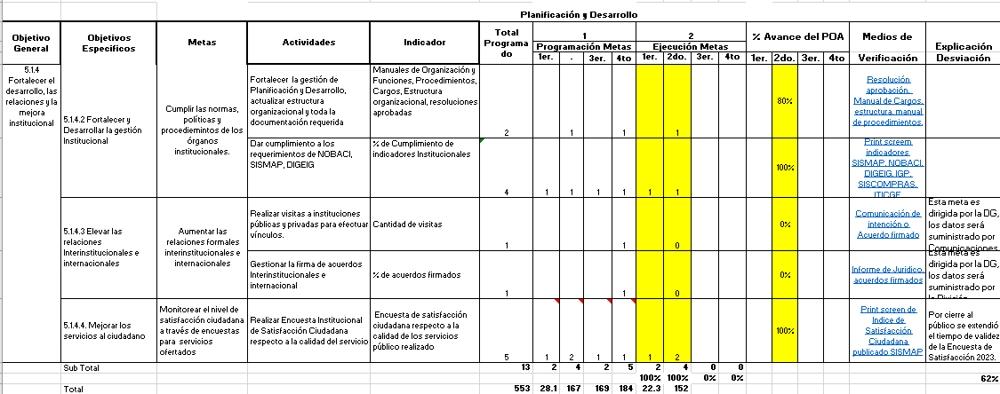 Planificación y Desarrollo
Objetivo General
Objetivos Especificos
Metas
Actividades
Indicador
Total Programa do
1
2
% Avance del POA
Medios de Verificación
Explicación Desviación
Programación Metas
Ejecución Metas
1er. - 3er. 4to 1er. 2do. 3er. 4to 1er. 2do. 3er. 4to
5.1.4
Fortalecer el
desarrollo, las
relaciones y la
mejora
institucional
5.1.4.2 Fortalecer y
Desarrollar la gestión
Institucional
Cumplir las normas,
políticas y
procedimientos de los
órganos
institucionales.
Fortalecer la gestión de
Planificación y Desarrollo,
actualizar estructura
organizacional y toda la
documentación requerida
Manuales de Organización y
Funciones, Procedimientos,
Cargos, Estructura
organizacional, resoluciones
aprobadas
2 1 1 1
80%
Resolución
aprobación,
Manual de Cargos,
estructura, manual
de procedimientos.
Dar cumplimiento a los
requerimientos de NOBACI,
SISMAP, DIGEIG
% de Cumplimiento de
indicadores Institucionales
4 1 1 1 1 1 1
100%
Print screem
indicadores
SISMAP, NOBACI,
DIGEIG, IGP,
SISCOMPRAS,
ITICGE
5.1.4.3 Elevar las
relaciones
Interinstitucionales e
internacionales
Aumentar las
relaciones formales
interinstitucionales e
internacionales
Realizar visitas a instituciones
públicas y privadas para efectuar
vínculos.
Cantidad de visitas
1 1 0
0%
Comunicación de
intención o
Acuerdo firmado
Esta meta es
dirigida por la DG,
los datos será
suministrado por
Comunicaciones
Gestionar la firma de acuerdos
Interinstitucionales e
internacional
% de acuerdos firmados
1 1 0
0%
Informe de Juridico,
acuerdos firmados
Esta meta es
dirigida por la DG,
los datos será
suministrado por
la División
5.1.4.4. Mejorar los
servicios al ciudadano
Monitorear el nivel de
satisfacción ciudadana
a través de encuestas
para servicios
ofertados
Realizar Encuesta Institucional
de Satisfacción Ciudadana
respecto a la calidad del servicio
Encuesta de satisfacción
ciudadana respecto a la
calidad de los servicios
público realizado
5 1 2 1 1 1 2
100%
Print screen de
Indice de
Satisfacción
Ciudadana
publicado SISMAP
Por cierre al
público se extendió
el tiempo de validez
de la Encuesta de
Satisfacción 2023.
Sub Total 13 2 4 2 5 2 4 0 0
100% 100% 0% 0% 62%
Total 553 28.1 167 169 184 22.3 152